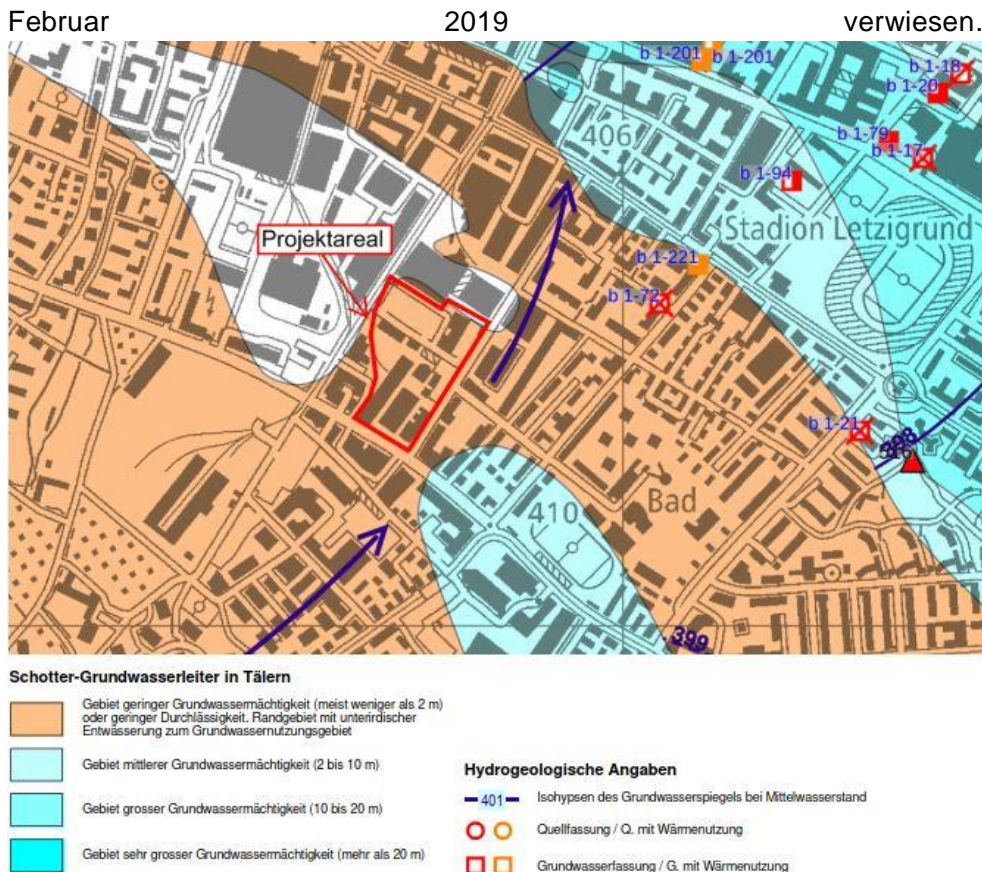 Februar 2019 verwiesen.
b 1-201 b 1-201
b 1-18
b 1-20
406
b 1-79
b 1-17
b 1-94
Stadion Letzigrund
Projektareal
b 1-221
b 1-72
b 1-21
398
Bad
410
399
Schotter-Grundwasserleiter in Tälern
Gebiet geringer Grundwassermächtigkeit (meist weniger als 2 m)
oder geringer Durchlässigkeit. Randgebiet mit unterirdischer
Entwässerung zum Grundwassernutzungsgebiet
Gebiet mittlerer Grundwassermächtigkeit (2 bis 10 m)
Gebiet grosser Grundwassermächtigkeit (10 bis 20 m)
Gebiet sehr grosser Grundwassermächtigkeit (mehr als 20 m)
Hydrogeologische Angaben
401 Isohypsen des Grundwasserspiegels bei Mittelwasserstand
Quellfassung / Q. mit Wärmenutzung
Grundwasserfassung / G. mit Wärmenutzung